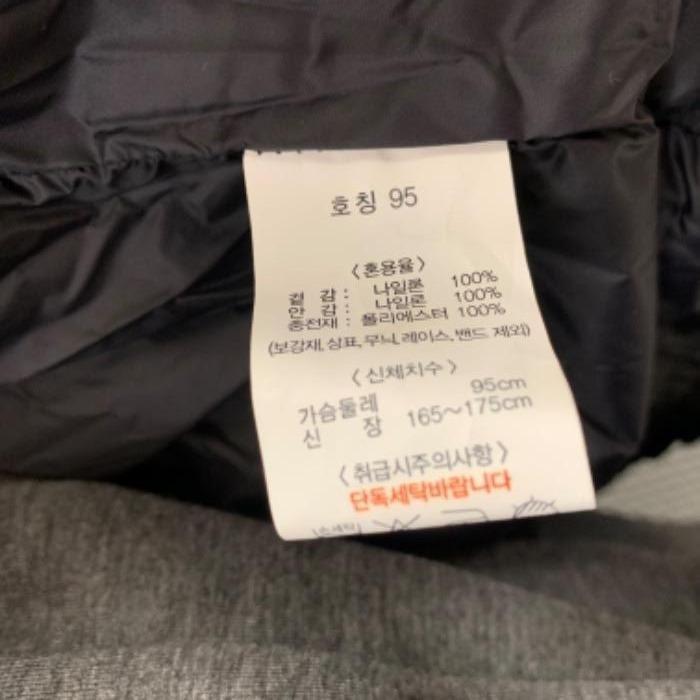 호칭 95
〈혼용율〉
겉 감 : 나일론 100%
안 감 : 나일론 100%
충전재 : 폴리에스터 100%
(보강재, 상표, 무늬, 레이스, 밴드 제외)
〈신체치수〉
가슴둘레 95cm
신 장 165~175cm
〈취급시주의사항〉
단독세탁바랍니다